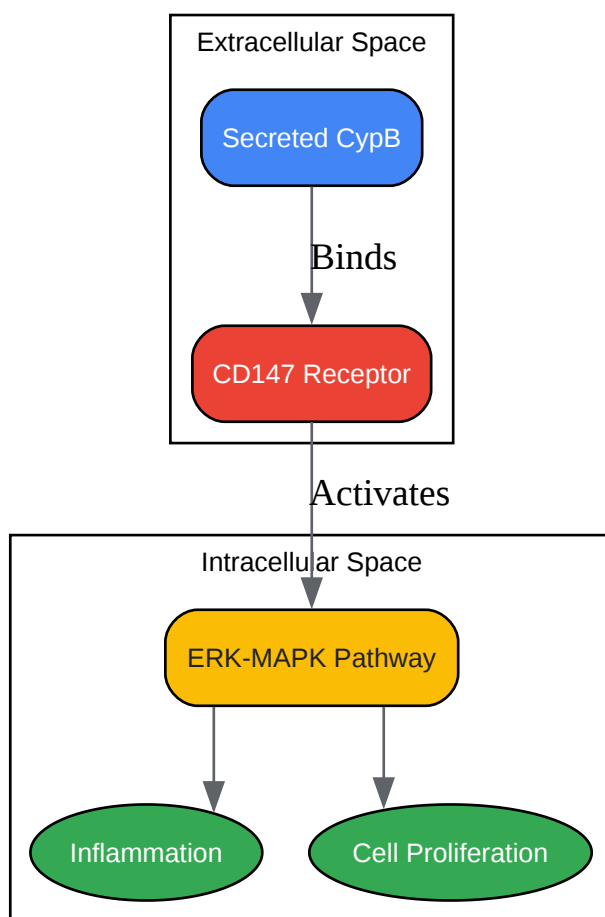 Extracellular Space
Secreted CypB
Binds
CD147 Receptor
Activates
Intracellular Space
ERK-MAPK Pathway
Inflammation
Cell Proliferation